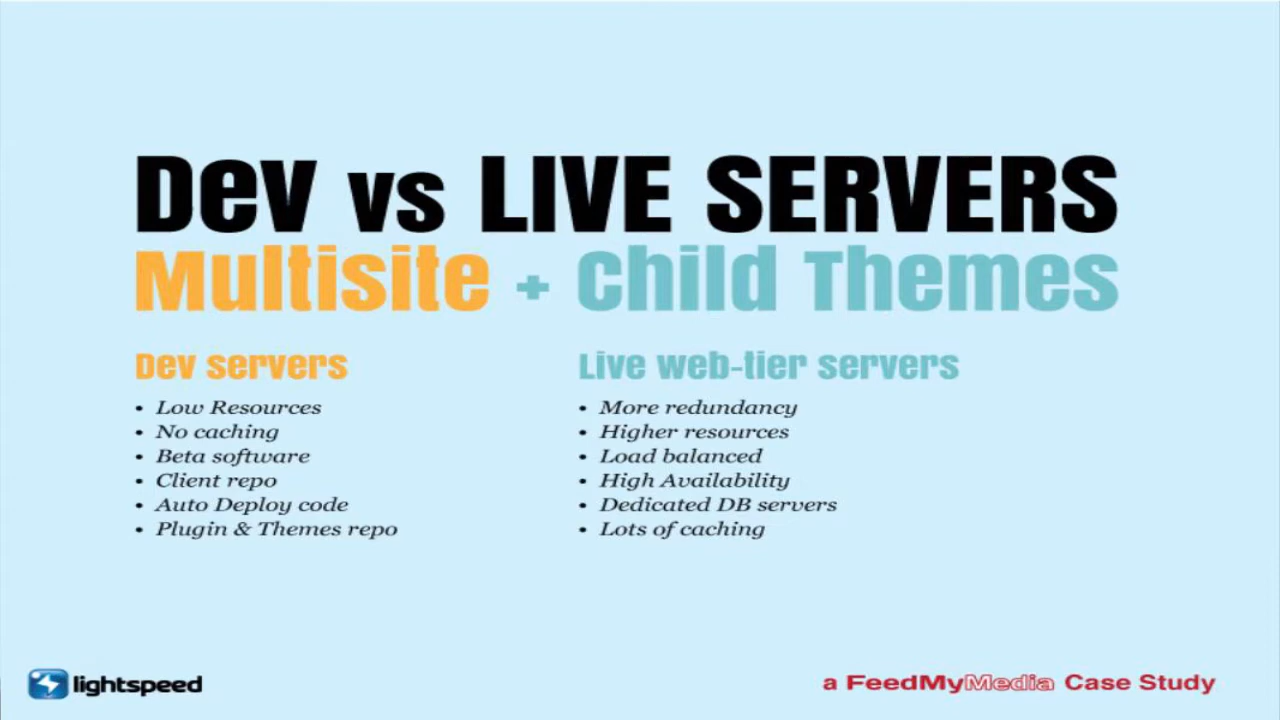 Dev vs LIVE SERVERS
Multisite + Child Themes
Dev servers
• Low Resources
• No caching
• Beta software
• Client repo
• Auto Deploy code
• Plugin & Themes repo
Live web-tier servers
• More redundancy
• Higher resources
• Load balanced
• High Availability
• Dedicated DB servers
• Lots of caching
lightspeed
a FeedMyMedia Case Study